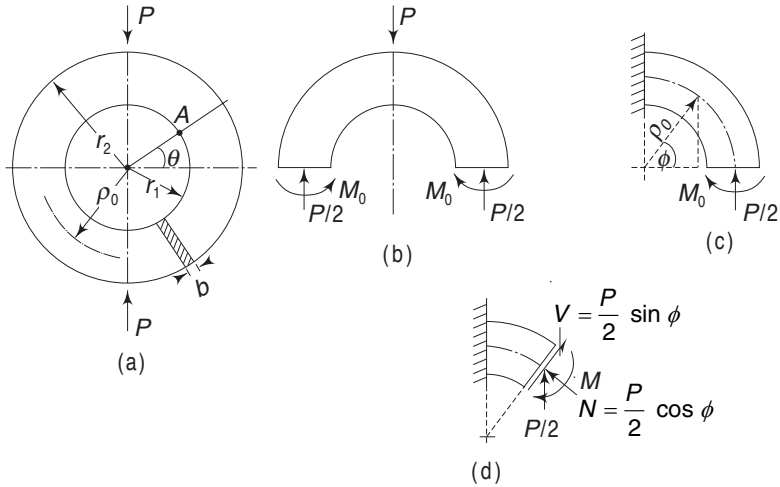 P
A
r₂
θ
ρ₀
r₁
b
P
(a)
P
M₀ M₀
P/2 P/2
(b)
ρ₀
ϕ
M₀
P/2
(c)
V = P/2 sin ϕ
M
N = P/2 cos ϕ
P/2
(d)